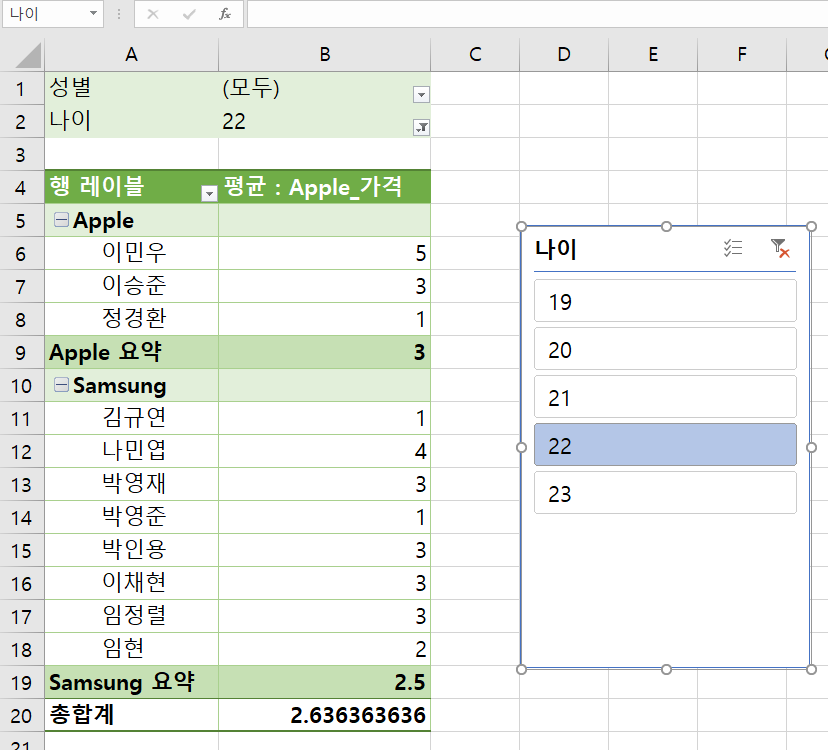 나이 fx
A B C D E F
1 성별 (모두)
2 나이 22
3
4 행 레이블 평균 : Apple_가격
5 Apple
6 이민우 5
7 이승준 3
8 정경환 1
9 Apple 요약 3
10 Samsung
11 김규연 1
12 나민엽 4
13 박영재 3
14 박영준 1
15 박인용 3
16 이채현 3
17 임정렬 3
18 임현 2
19 Samsung 요약 2.5
20 총합계 2.636363636
21
나이
19
20
21
22
23